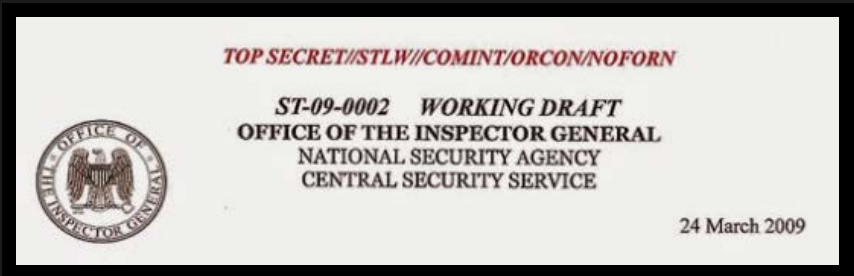 TOP SECRET//STLW//COMINT/ORCON/NOFORN
ST-09-0002 WORKING DRAFT
OFFICE OF THE INSPECTOR GENERAL
NATIONAL SECURITY AGENCY
CENTRAL SECURITY SERVICE
OFFICE OF
THE INSPECTOR GENERAL
24 March 2009